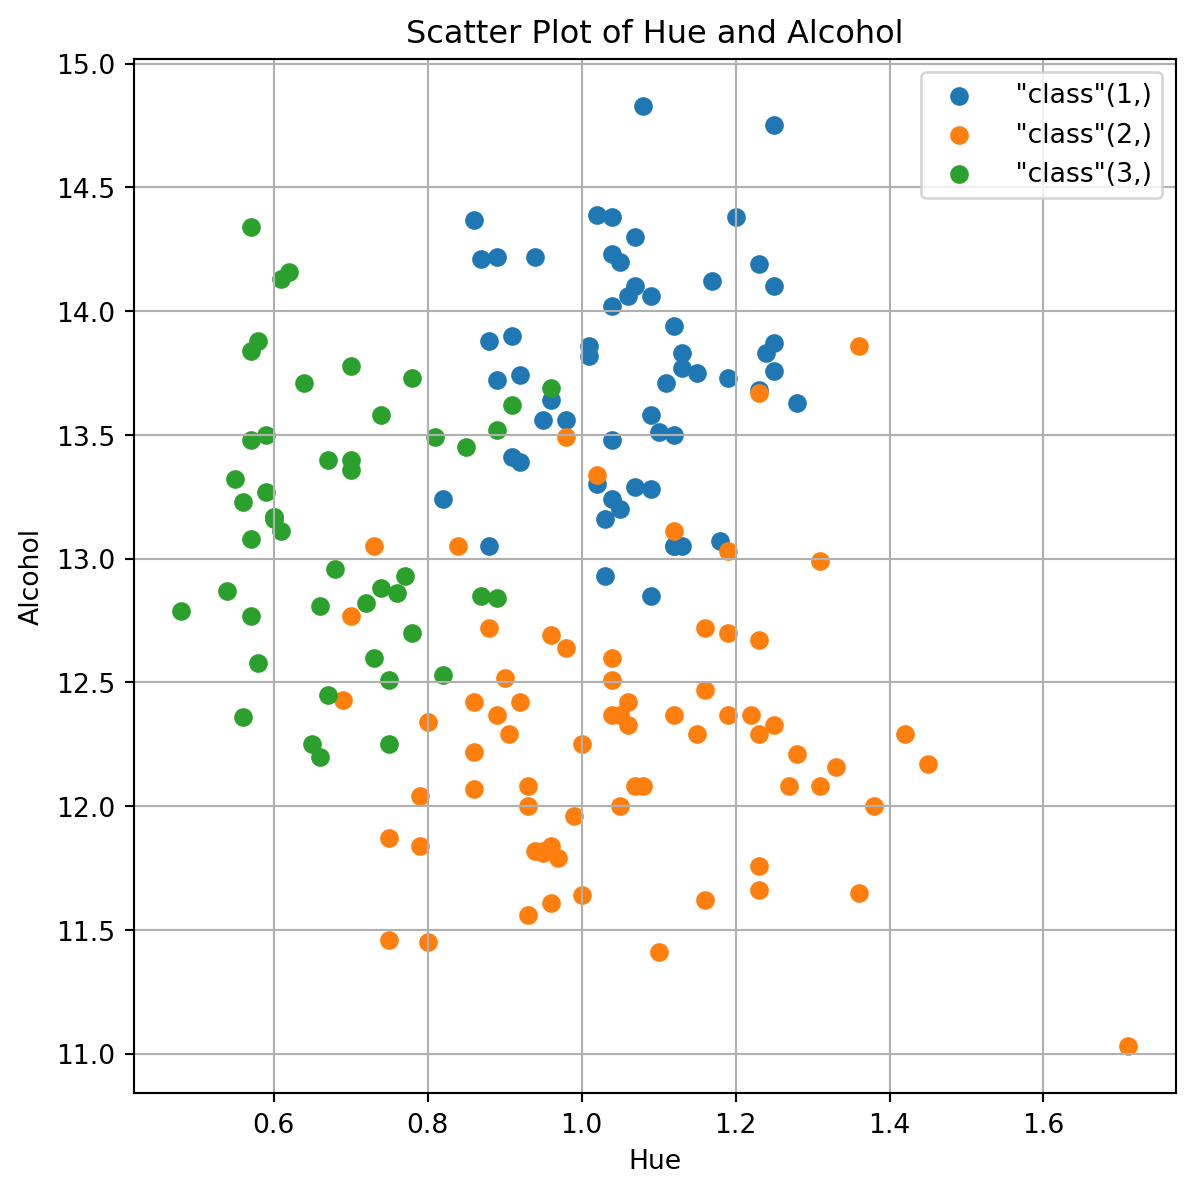 Scatter Plot of Hue and Alcohol
15.0
14.5
14.0
13.5
13.0
12.5
12.0
11.5
11.0
Alcohol
"class"(1,)
"class"(2,)
"class"(3,)
0.6 0.8 1.0 1.2 1.4 1.6
Hue